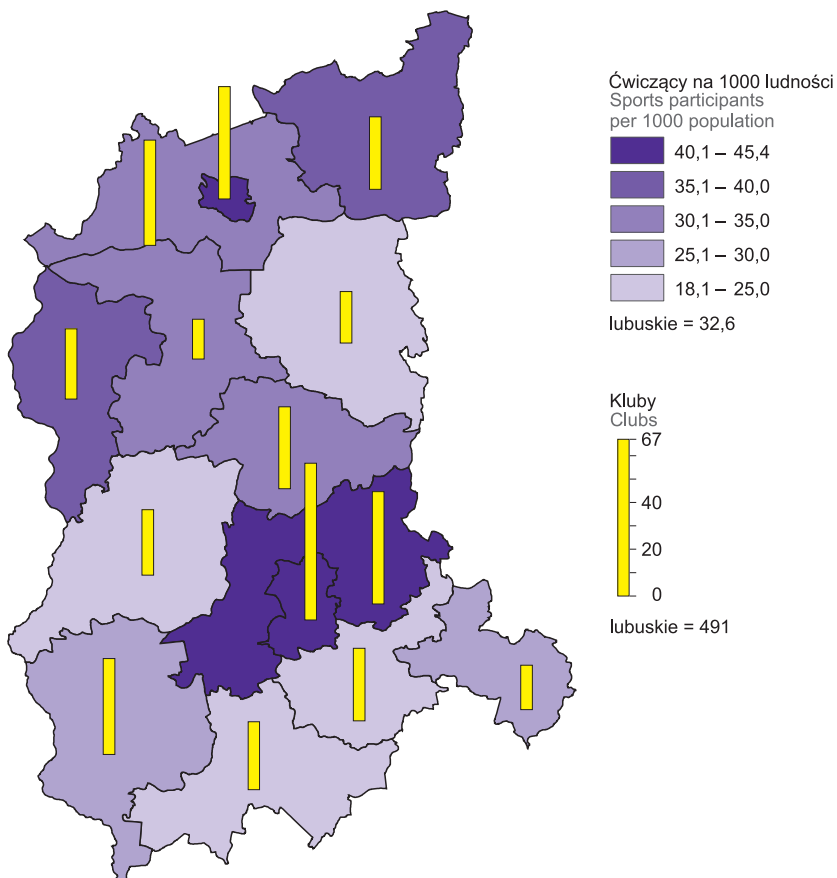 Ćwiczący na 1000 ludności
Sports participants
per 1000 population
40,1 – 45,4
35,1 – 40,0
30,1 – 35,0
25,1 – 30,0
18,1 – 25,0
lubuskie = 32,6
Kluby
Clubs
67
40
20
0
lubuskie = 491